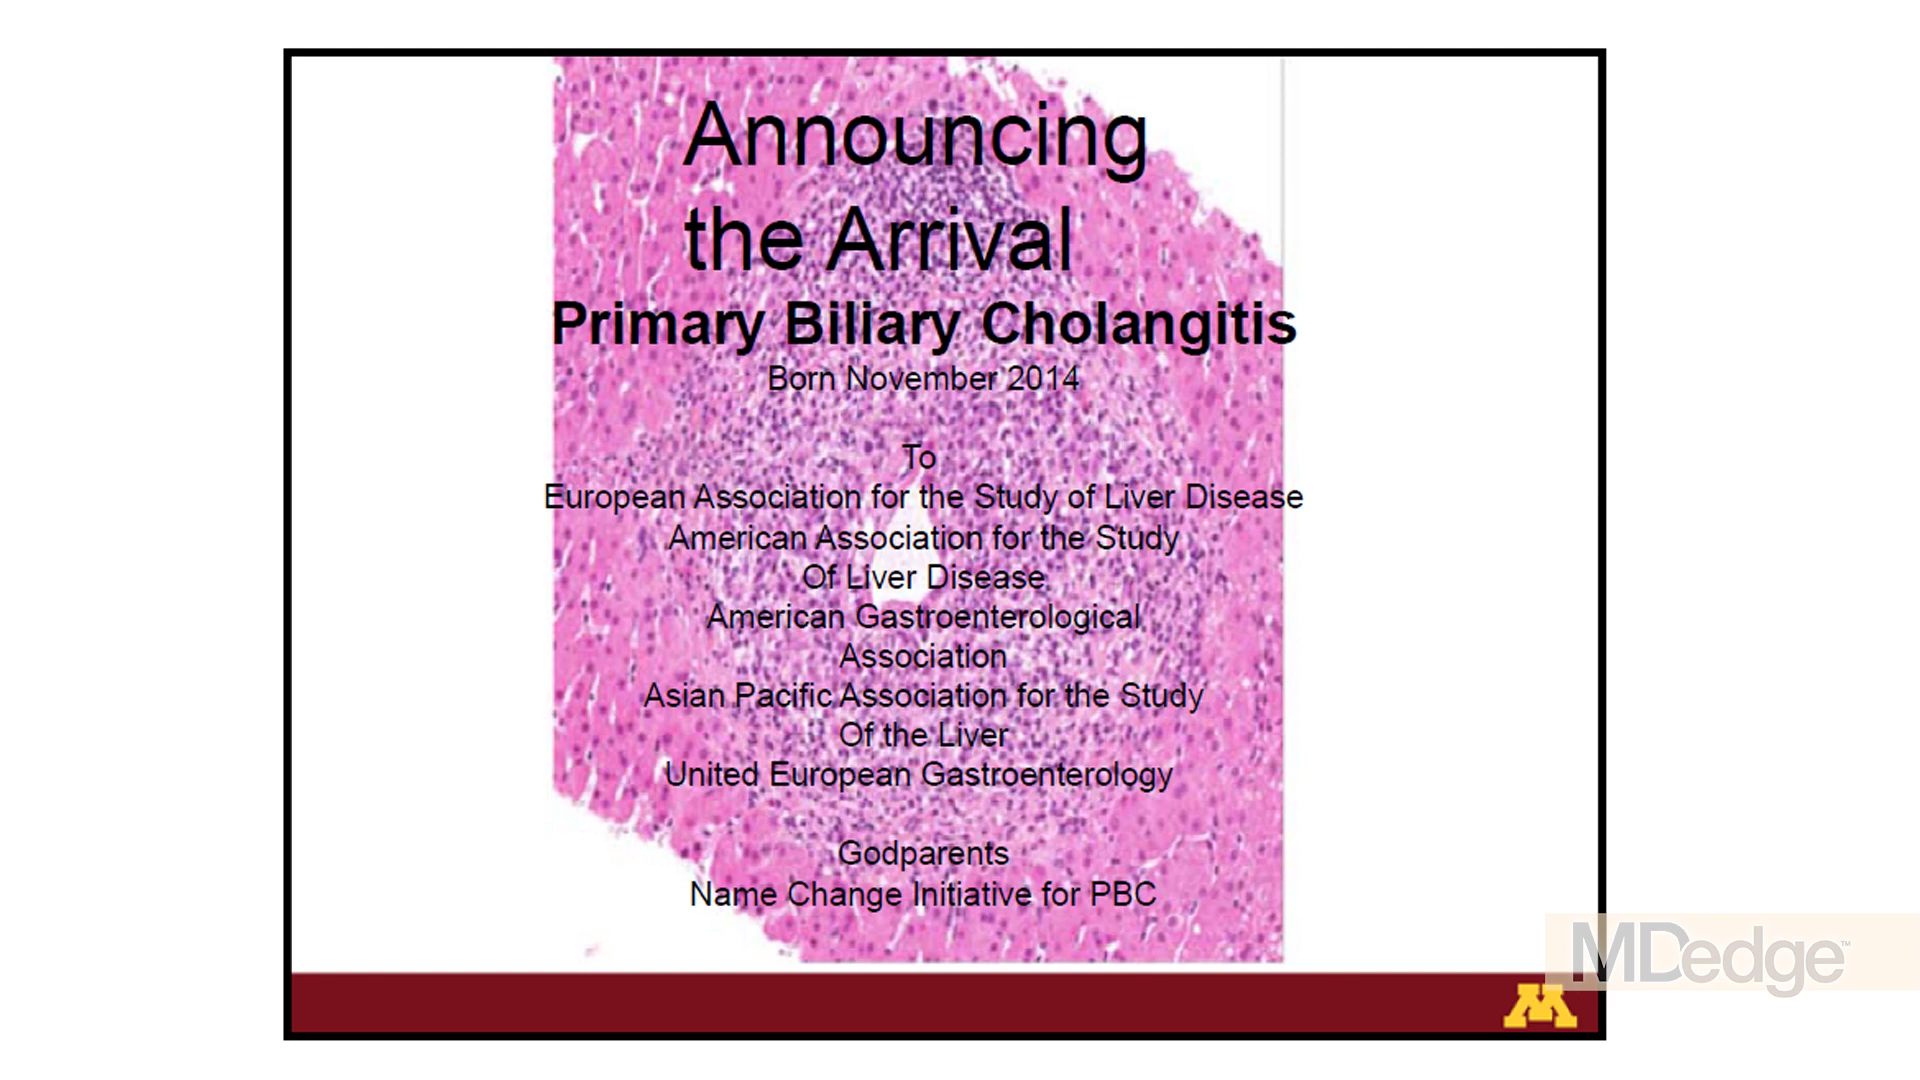 Announcing
the Arrival
Primary Biliary Cholangitis
Born November 2014
To
European Association for the Study of Liver Disease
American Association for the Study
Of Liver Disease
American Gastroenterological
Association
Asian Pacific Association for the Study
Of the Liver
United European Gastroenterology
Godparents
Name Change Initiative for PBC
M
MDedge™